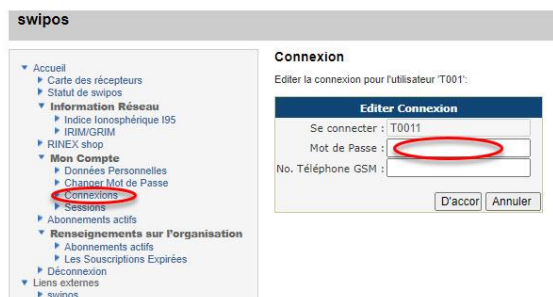 swipos
Accueil
Carte des récepteurs
Statut de swipos
Information Réseau
Indice Ionosphérique I95
IRIM/GRIM
RINEX shop
Mon Compte
Données Personnelles
Changer Mot de Passe
Connexions
Sessions
Abonnements actifs
Renseignements sur l'organisation
Abonnements actifs
Les Souscriptions Expirées
Déconnexion
Liens externes
swipos
Connexion
Editer la connexion pour l'utilisateur 'T001':
Editer Connexion
Se connecter : T0011
Mot de Passe :
No. Téléphone GSM :
D'accor Annuler